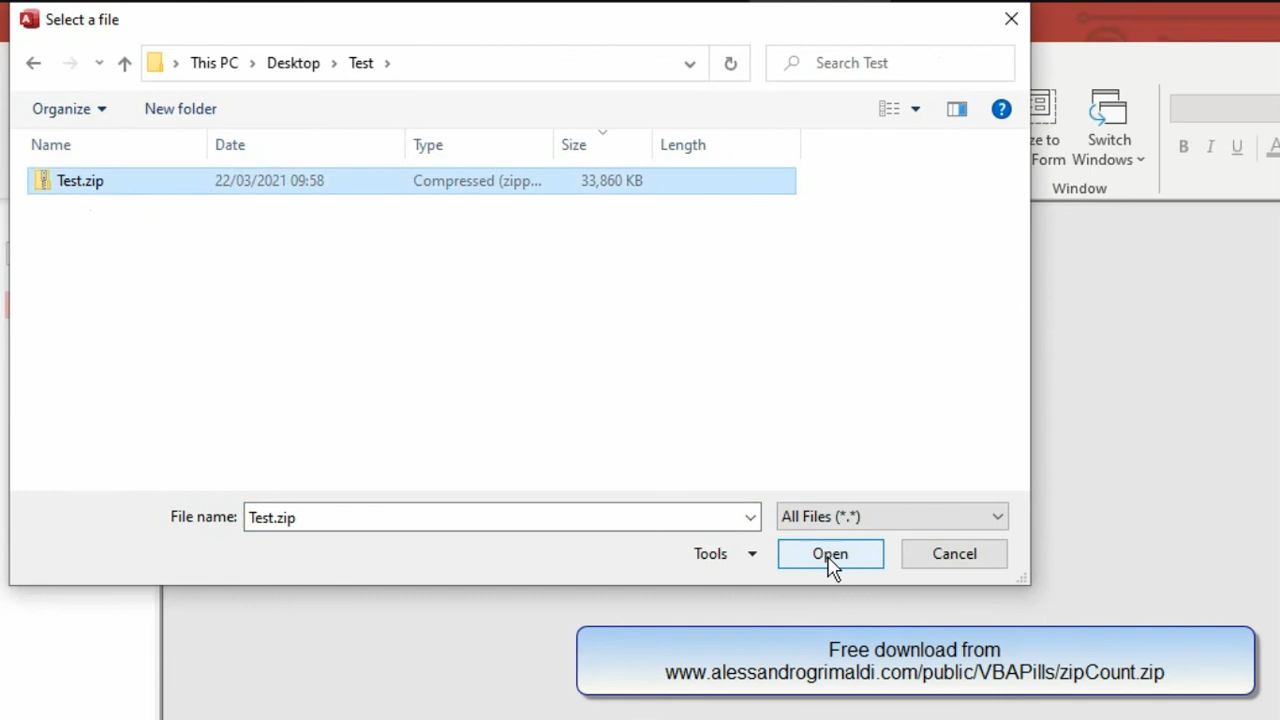 Select a file
This PC > Desktop > Test >
Search Test
Organize
New folder
Name Date Type Size Length
Test.zip 22/03/2021 09:58 Compressed (zipp... 33,860 KB
File name: Test.zip
All Files (*.*)
Tools
Open
Cancel
ze to
Form
Switch
Windows
Window
B I U A
Free download from
www.alessandrogrimaldi.com/public/VBAPills/zipCount.zip